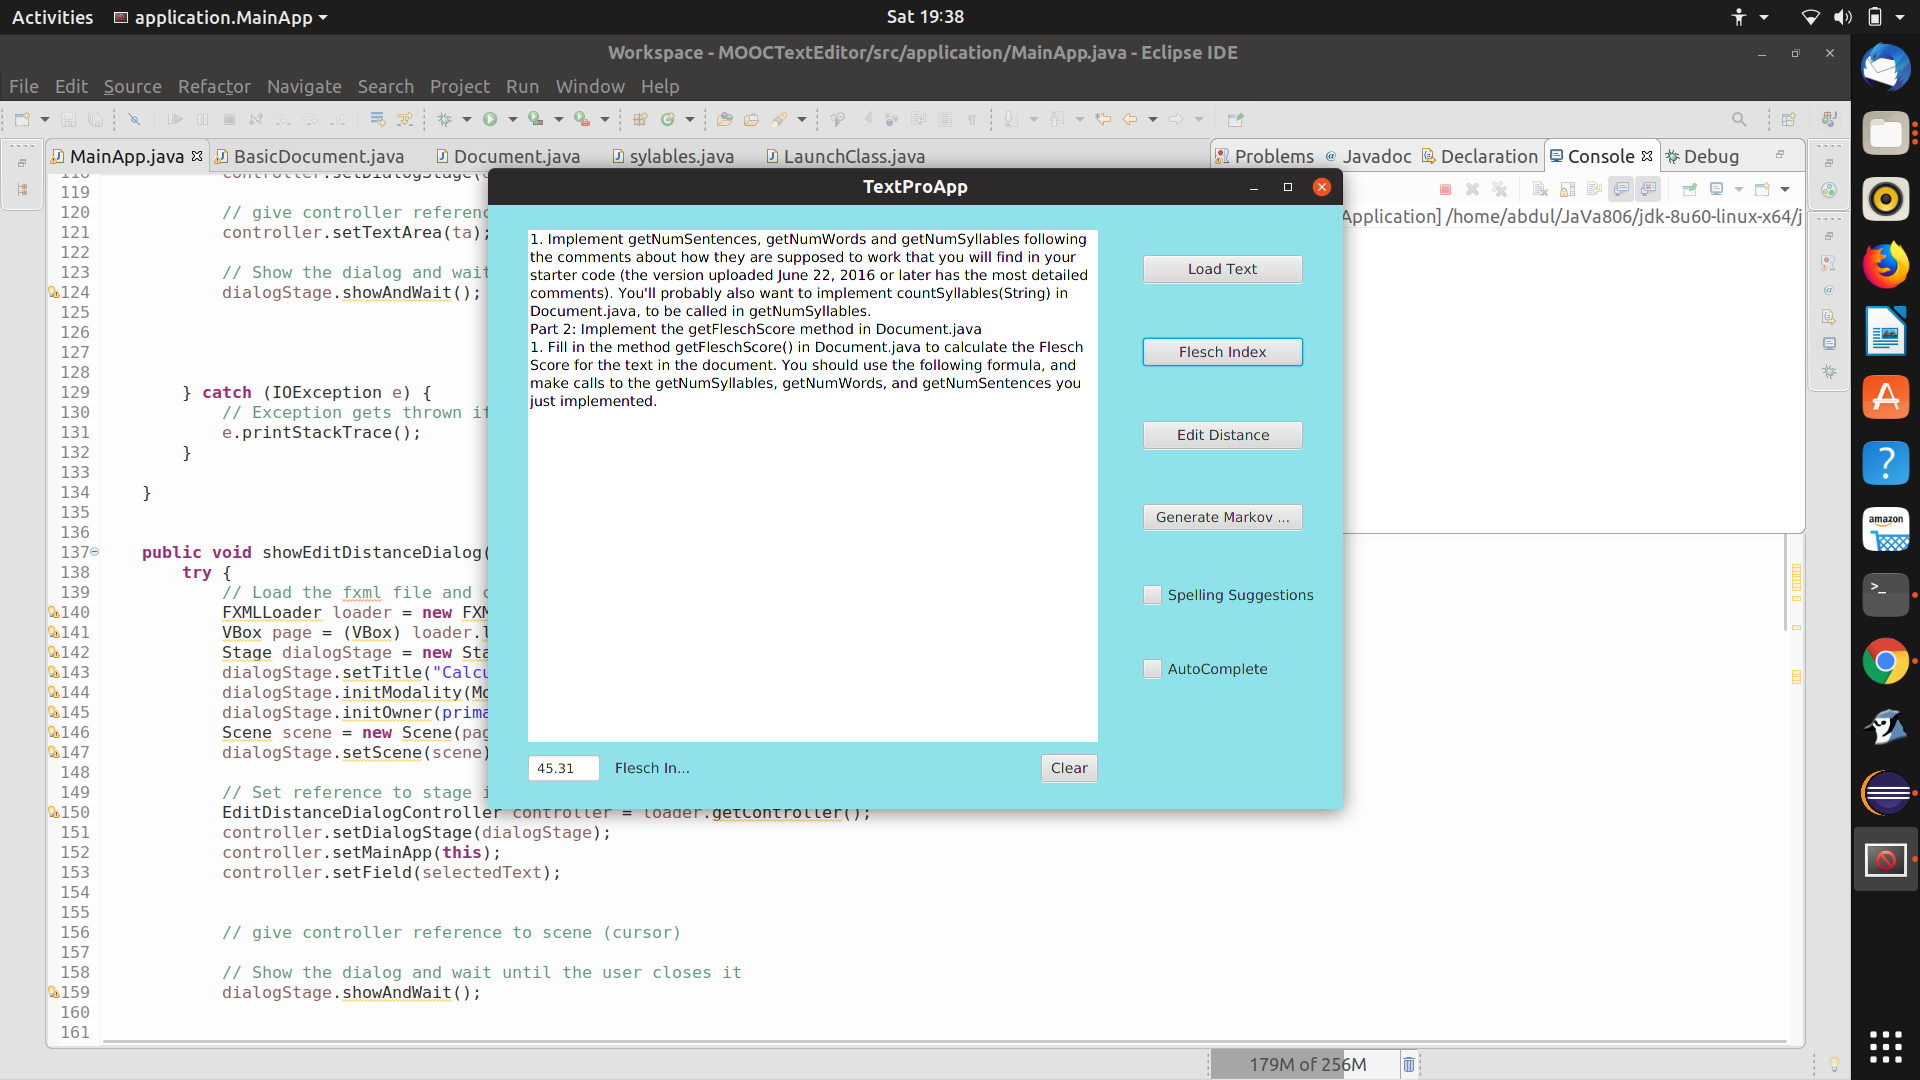 Activities
application.MainApp
Sat 19:38
Workspace - MOOCTextEditor/src/application/MainApp.java - Eclipse IDE
File Edit Source Refactor Navigate Search Project Run Window Help
MainApp.java
BasicDocument.java
Document.java
sylables.java
LaunchClass.java
Problems
@ Javadoc
Declaration
Console
Debug
Application] /home/abdul/JaVa806/jdk-8u60-linux-x64/j
119
120 // give controller referenc
121 controller.setTextArea(ta);
122
123 // Show the dialog and wait
124 dialogStage.showAndWait();
125
126
127
128
129 } catch (IOException e) {
130 // Exception gets thrown if
131 e.printStackTrace();
132 }
133
134 }
135
136
137 public void showEditDistanceDialog(
138 try {
139 // Load the fxml file and c
140 FXMLLoader loader = new FXM
141 VBox page = (VBox) loader.l
142 Stage dialogStage = new Sta
143 dialogStage.setTitle("Calcu
144 dialogStage.initModality(Mo
145 dialogStage.initOwner(prima
146 Scene scene = new Scene(pag
147 dialogStage.setScene(scene)
148
149 // Set reference to stage i
150 EditDistanceDialogController controller = loader.getController();
151 controller.setDialogStage(dialogStage);
152 controller.setMainApp(this);
153 controller.setField(selectedText);
154
155
156 // give controller reference to scene (cursor)
157
158 // Show the dialog and wait until the user closes it
159 dialogStage.showAndWait();
160
161
TextProApp
1. Implement getNumSentences, getNumWords and getNumSyllables following
the comments about how they are supposed to work that you will find in your
starter code (the version uploaded June 22, 2016 or later has the most detailed
comments). You'll probably also want to implement countSyllables(String) in
Document.java, to be called in getNumSyllables.
Part 2: Implement the getFleschScore method in Document.java
1. Fill in the method getFleschScore() in Document.java to calculate the Flesch
Score for the text in the document. You should use the following formula, and
make calls to the getNumSyllables, getNumWords, and getNumSentences you
just implemented.
Load Text
Flesch Index
Edit Distance
Generate Markov ...
Spelling Suggestions
AutoComplete
45.31
Flesch In...
Clear
179M of 256M
amazon